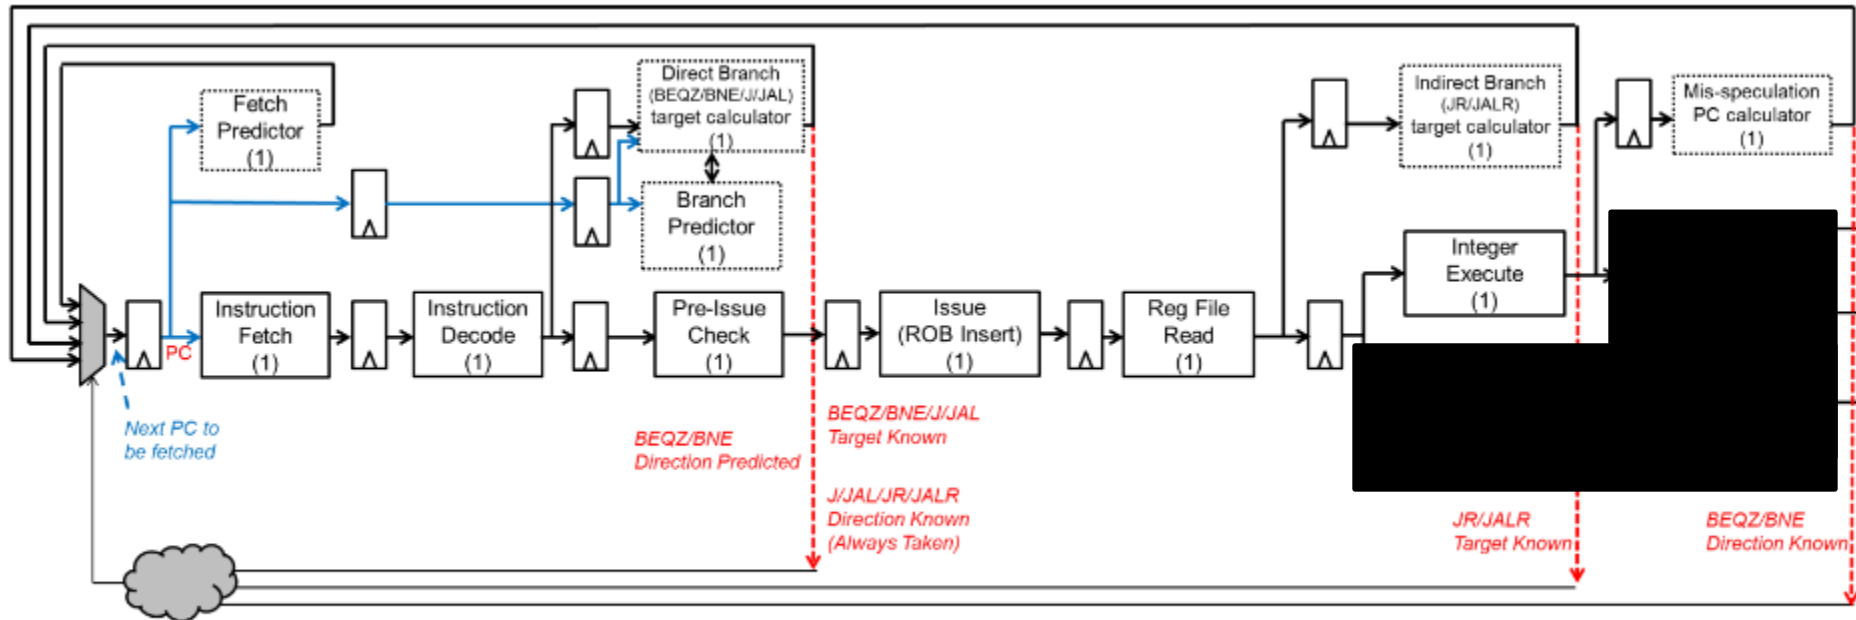 Fetch
Predictor
(1)
Direct Branch
(BEQZ/BNE/J/JAL)
target calculator
(1)
Branch
Predictor
(1)
Indirect Branch
(JR/JALR)
target calculator
(1)
Mis-speculation
PC calculator
(1)
PC
Instruction
Fetch
(1)
Instruction
Decode
(1)
Pre-Issue
Check
(1)
Issue
(ROB Insert)
(1)
Reg File
Read
(1)
Integer
Execute
(1)
Next PC to
be fetched
BEQZ/BNE
Direction Predicted
BEQZ/BNE/J/JAL
Target Known
J/JAL/JR/JALR
Direction Known
(Always Taken)
JR/JALR
Target Known
BEQZ/BNE
Direction Known